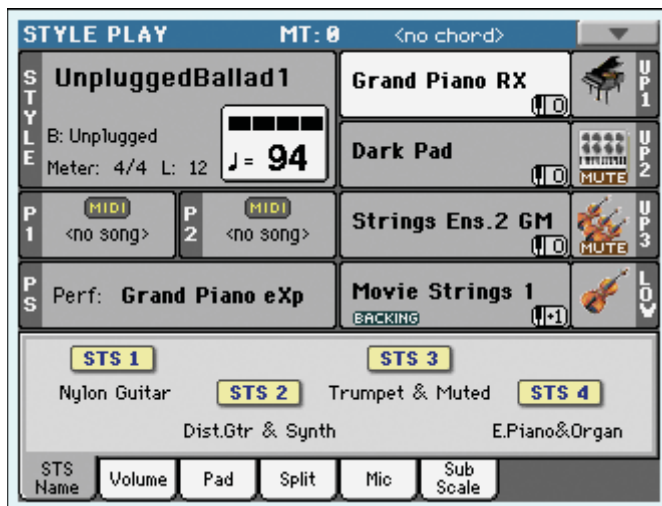 STYLE PLAY MT: 0 <no chord>
STYLE
UnpluggedBallad1
B: Unplugged
Meter: 4/4 L: 12
♩= 94
Grand Piano RX
0
UP1
Dark Pad
0
MUTE
UP2
P1
MIDI
<no song>
P2
MIDI
<no song>
Strings Ens.2 GM
0
MUTE
UP3
PS
Perf: Grand Piano eXp
Movie Strings 1
BACKING
+1
LOW
STS 1
Nylon Guitar
STS 2
Dist.Gtr & Synth
STS 3
Trumpet & Muted
STS 4
E.Piano&Organ
STS Name
Volume
Pad
Split
Mic
Sub Scale